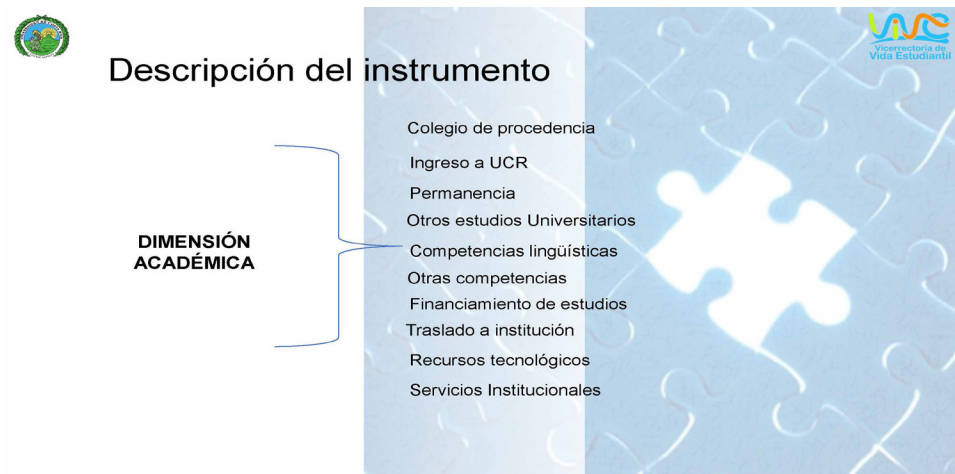 ViVE
Vicerrectoría de
Vida Estudiantil
Descripción del instrumento
DIMENSIÓN
ACADÉMICA
Colegio de procedencia
Ingreso a UCR
Permanencia
Otros estudios Universitarios
Competencias lingüísticas
Otras competencias
Financiamiento de estudios
Traslado a institución
Recursos tecnológicos
Servicios Institucionales